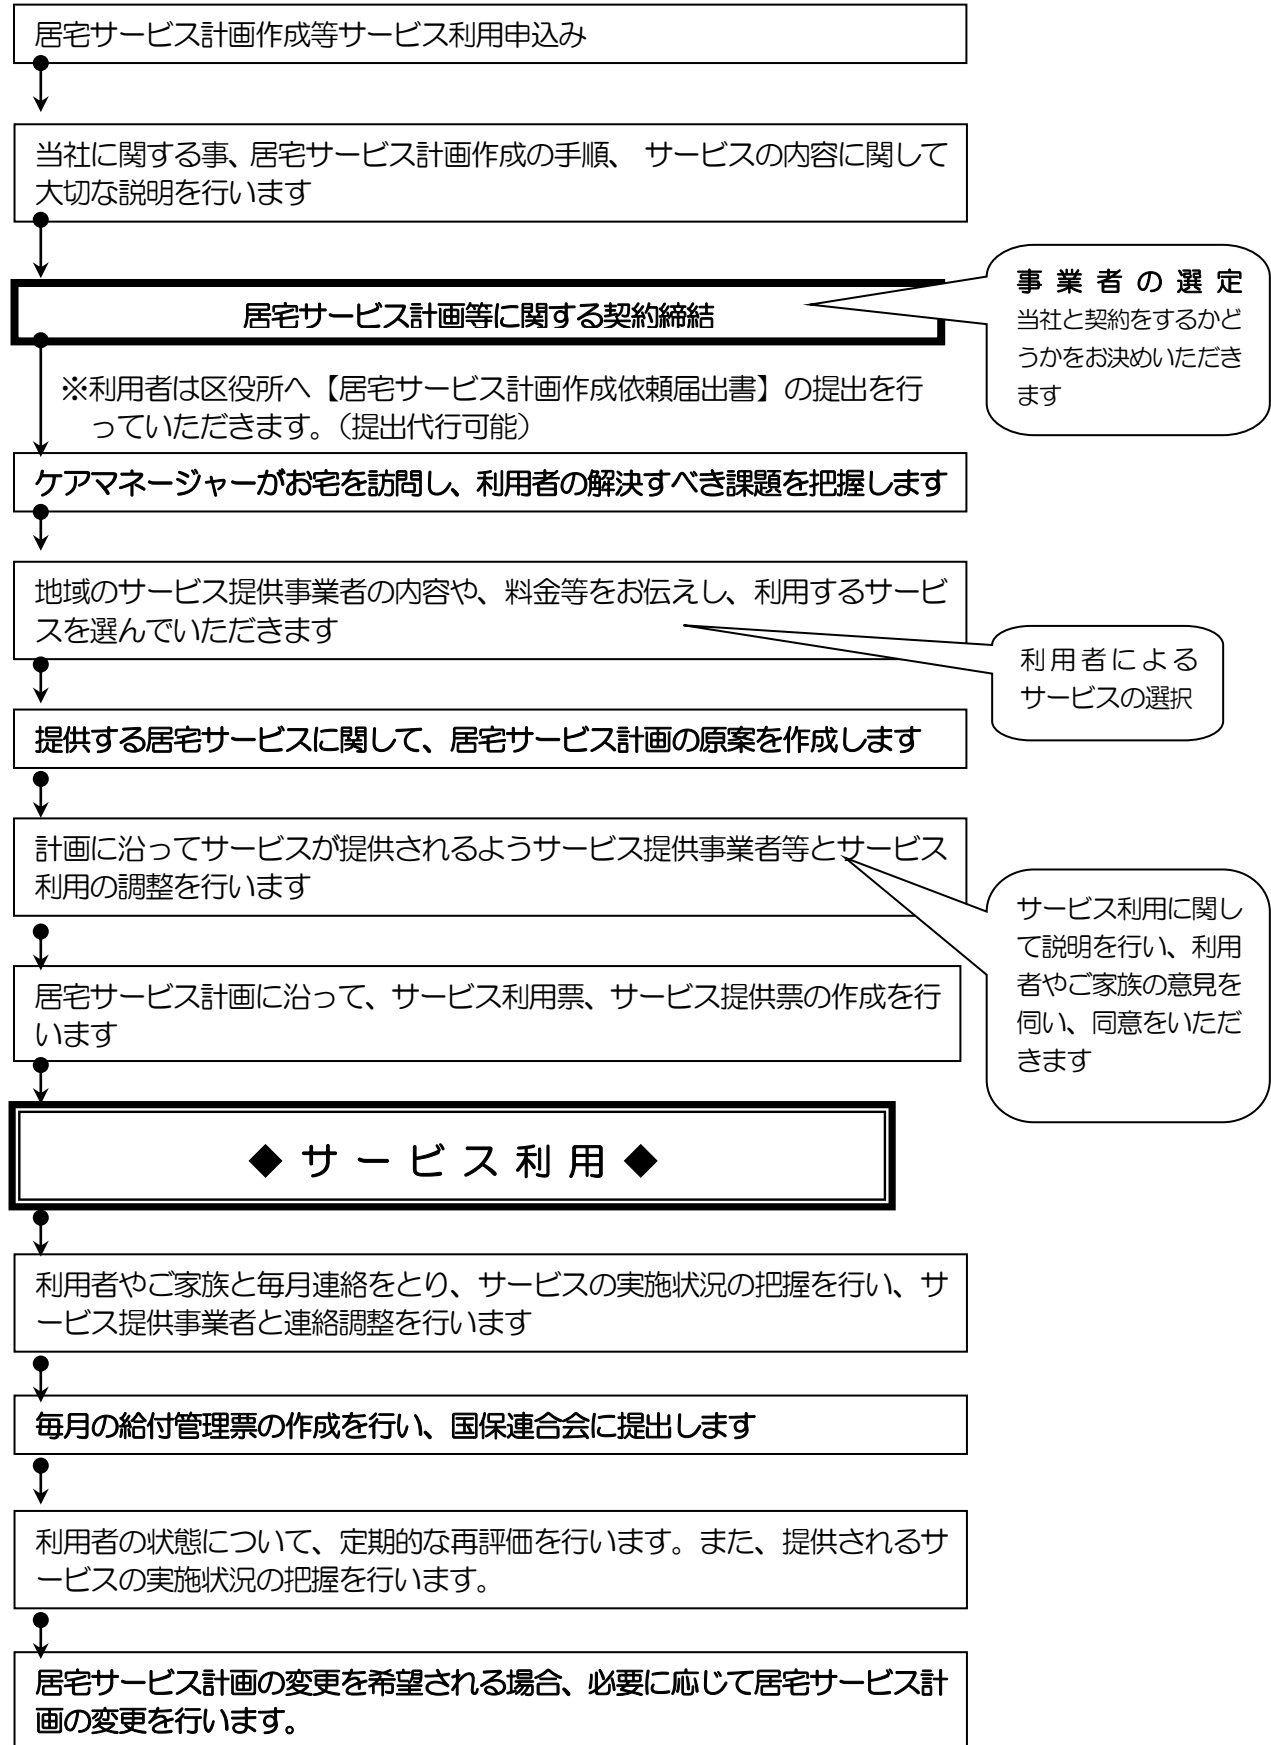 居宅サービス計画作成等サービス利用申込み
当社に関する事、居宅サービス計画作成の手順、 サービスの内容に関して
大切な説明を行います
居宅サービス計画等に関する契約締結
事業者の選定
当社と契約をするかど
うかをお決めいただき
ます
※利用者は区役所へ【居宅サービス計画作成依頼届出書】の提出を行
っていただきます。（提出代行可能）
ケアマネージャーがお宅を訪問し、利用者の解決すべき課題を把握します
地域のサービス提供事業者の内容や、料金等をお伝えし、利用するサービ
スを選んでいただきます
利用者による
サービスの選択
提供する居宅サービスに関して、居宅サービス計画の原案を作成します
計画に沿ってサービスが提供されるようサービス提供事業者等とサービス
利用の調整を行います
サービス利用に関し
て説明を行い、利用
者やご家族の意見を
伺い、同意をいただ
きます
居宅サービス計画に沿って、サービス利用票、サービス提供票の作成を行
います
◆サービス利用◆
利用者やご家族と毎月連絡をとり、サービスの実施状況の把握を行い、サ
ービス提供事業者と連絡調整を行います
毎月の給付管理票の作成を行い、国保連合会に提出します
利用者の状態について、定期的な再評価を行います。また、提供されるサ
ービスの実施状況の把握を行います。
居宅サービス計画の変更を希望される場合、必要に応じて居宅サービス計
画の変更を行います。